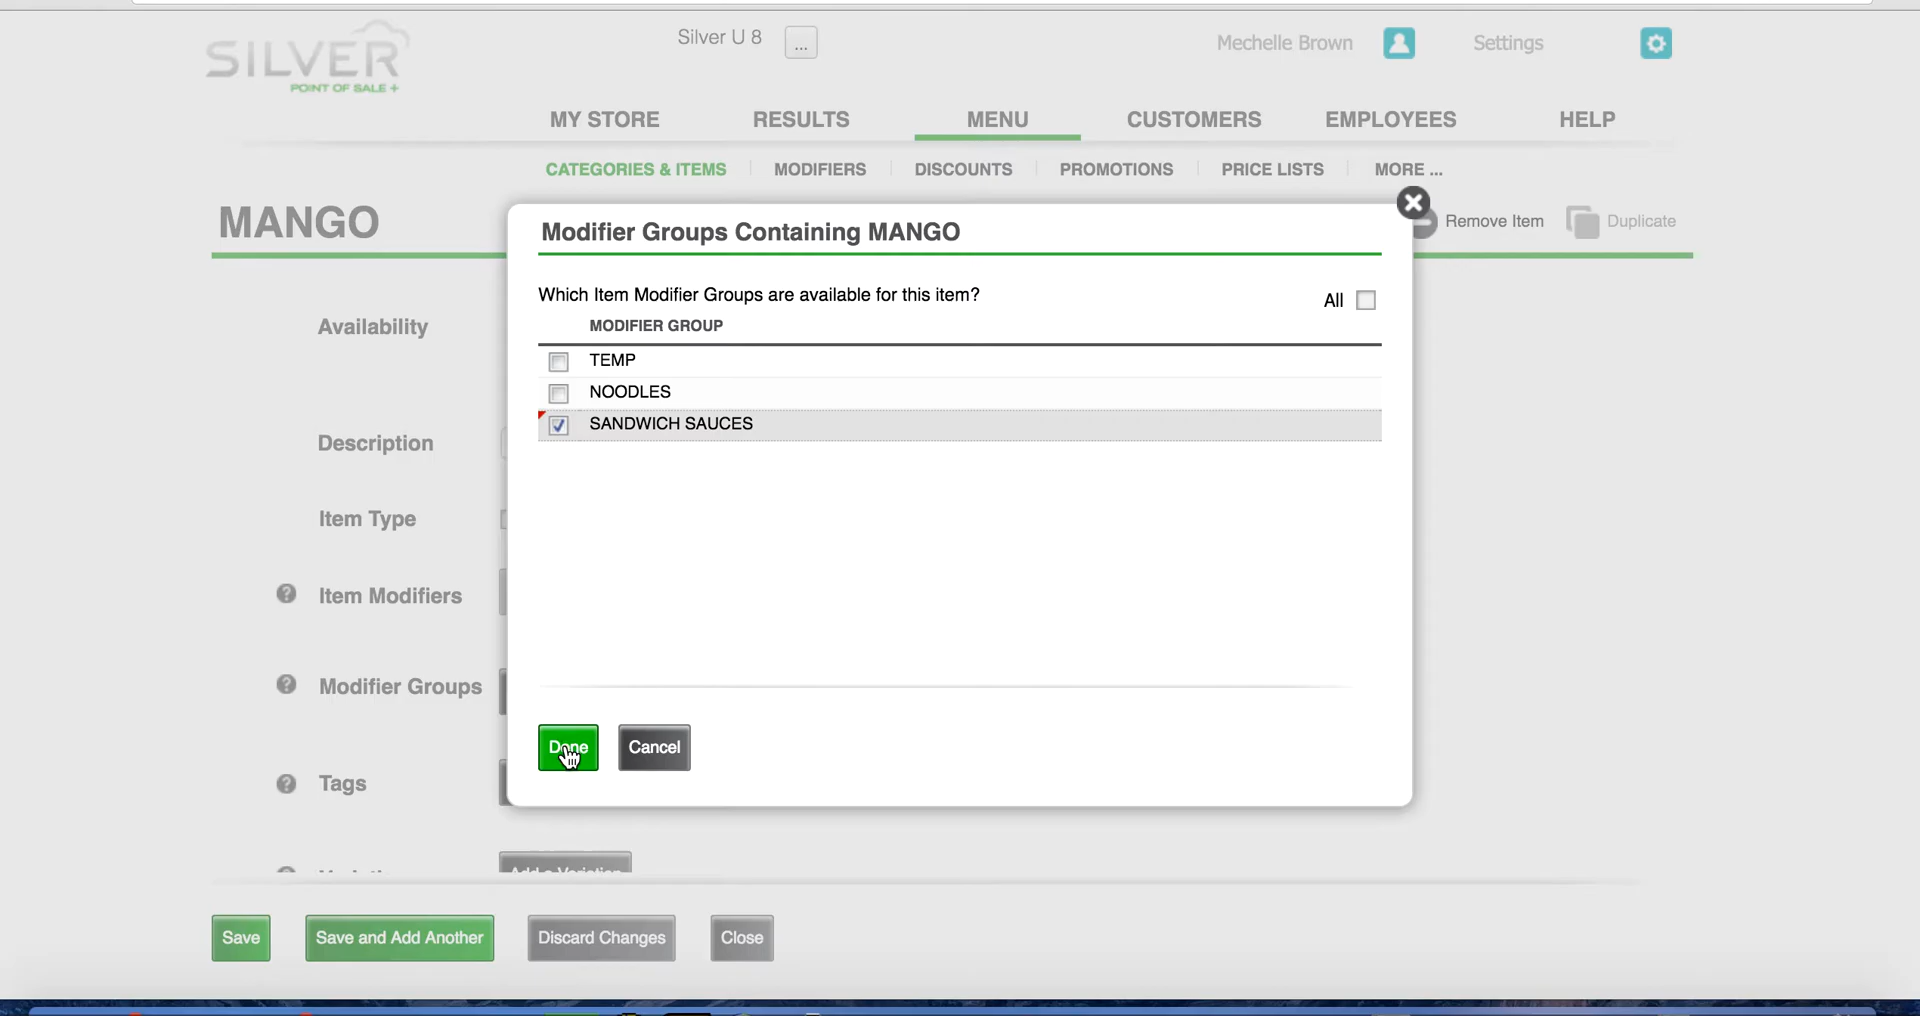 SILVER
POINT OF SALE +
Silver U 8
...
Mechelle Brown
Settings
MY STORE
RESULTS
MENU
CUSTOMERS
EMPLOYEES
HELP
CATEGORIES & ITEMS
MODIFIERS
DISCOUNTS
PROMOTIONS
PRICE LISTS
MORE ...
MANGO
Remove Item
Duplicate
Modifier Groups Containing MANGO
Which Item Modifier Groups are available for this item?
All
MODIFIER GROUP
TEMP
NOODLES
SANDWICH SAUCES
Done
Cancel
Availability
Description
Item Type
? Item Modifiers
? Modifier Groups
? Tags
Add a Variation
Save
Save and Add Another
Discard Changes
Close